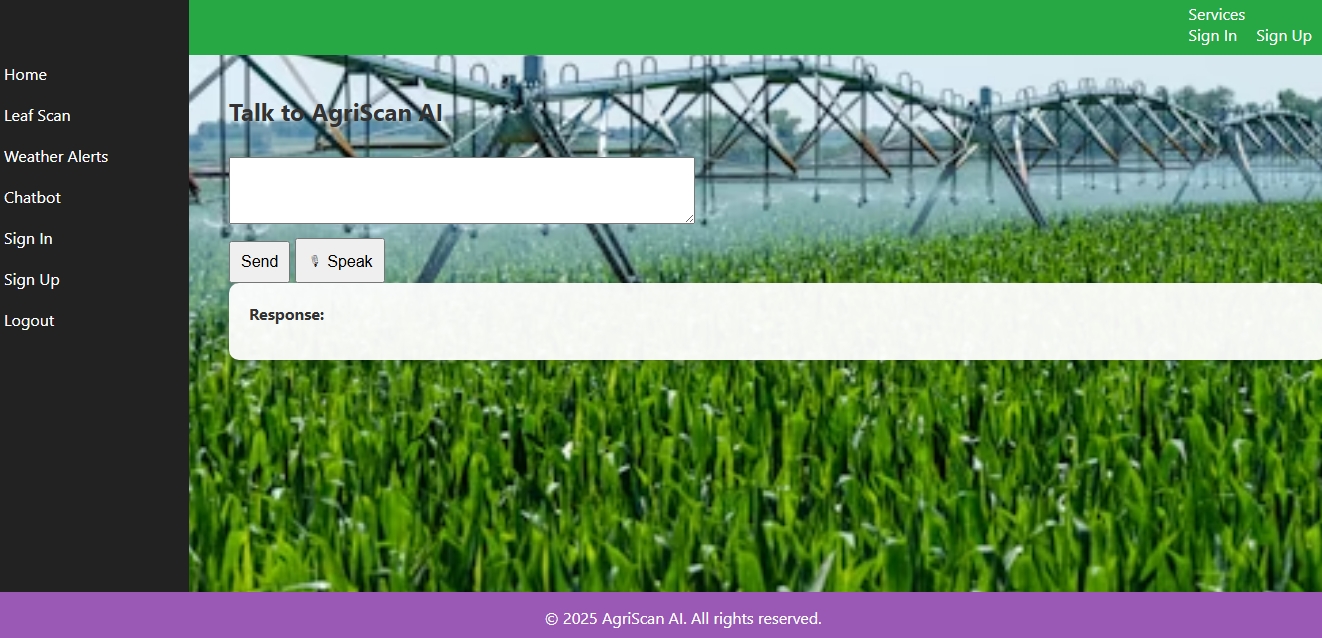 Services
Sign In Sign Up
Home
Leaf Scan
Weather Alerts
Chatbot
Sign In
Sign Up
Logout
Talk to AgriScan AI
Send 🎙 Speak
Response:
© 2025 AgriScan AI. All rights reserved.